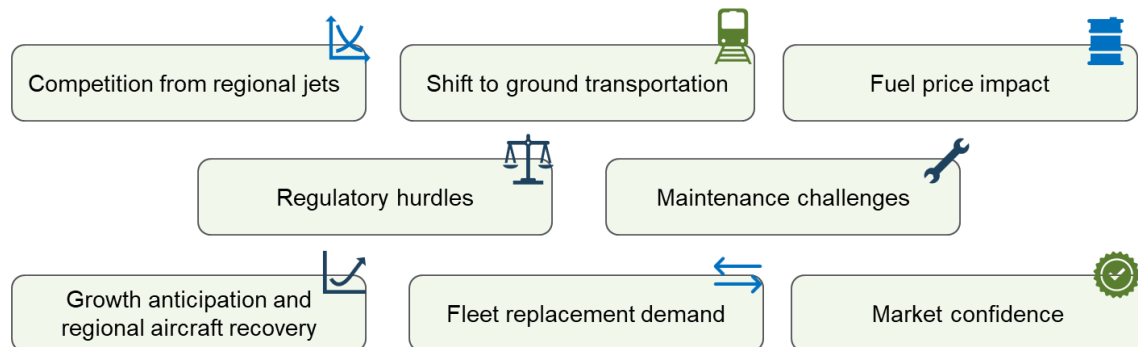 Competition from regional jets
Shift to ground transportation
Fuel price impact
Regulatory hurdles
Maintenance challenges
Growth anticipation and
regional aircraft recovery
Fleet replacement demand
Market confidence